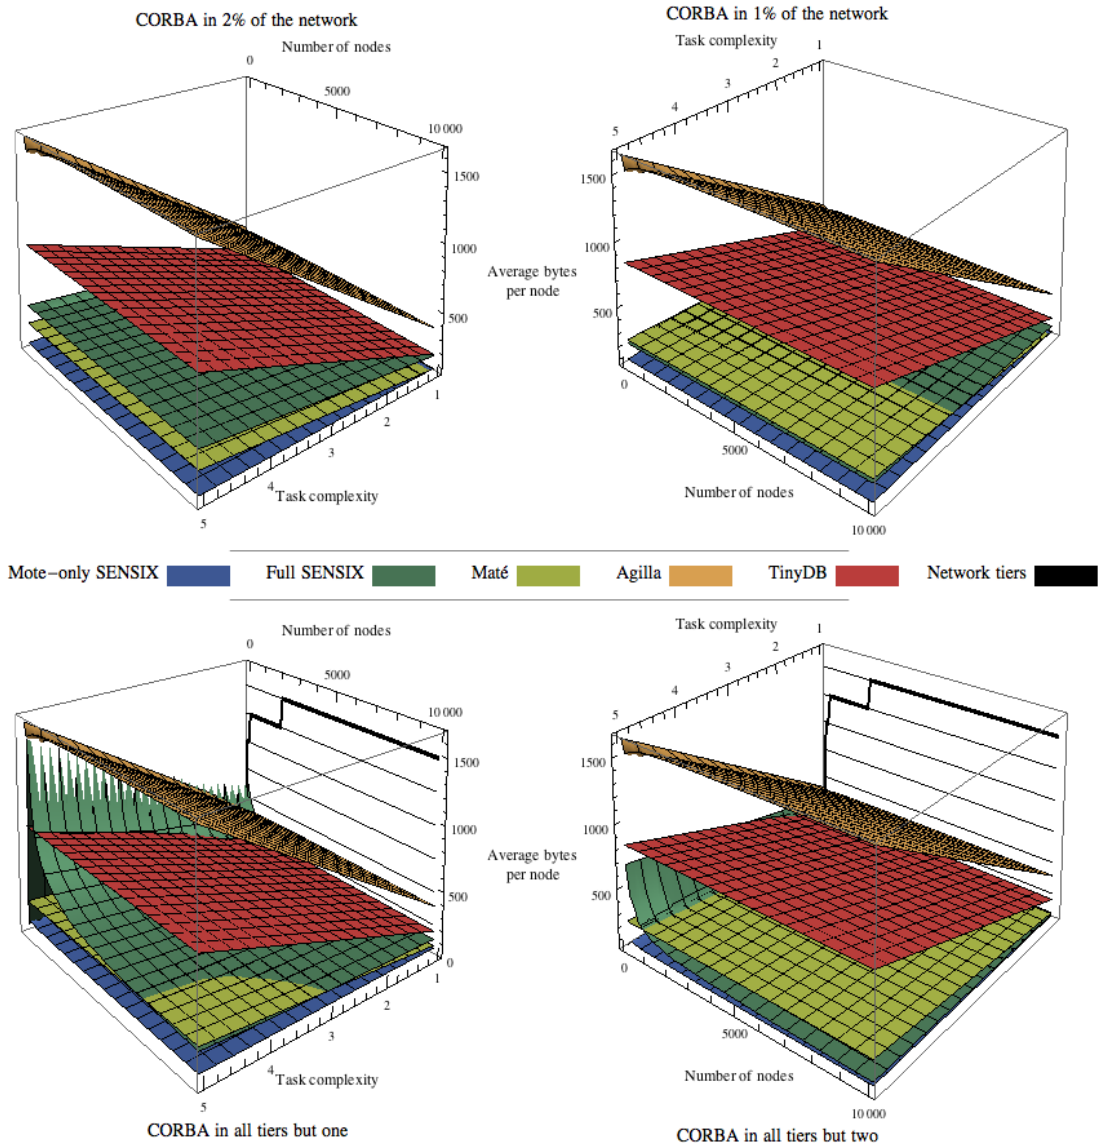 CORBA in 2% of the network
Number of nodes
0
5000
10 000
1500
1000
500
1
2
3
4
5
Task complexity
Average bytes
per node
CORBA in 1% of the network
Task complexity
1
2
3
4
5
1500
1000
500
0
5000
10 000
Number of nodes
Mote-only SENSIX
Full SENSIX
Maté
Agilla
TinyDB
Network tiers
Number of nodes
0
5000
10 000
1500
1000
500
0
1
2
3
4
5
Task complexity
CORBA in all tiers but one
Average bytes
per node
Task complexity
1
2
3
4
5
1500
1000
500
0
5000
10 000
Number of nodes
CORBA in all tiers but two